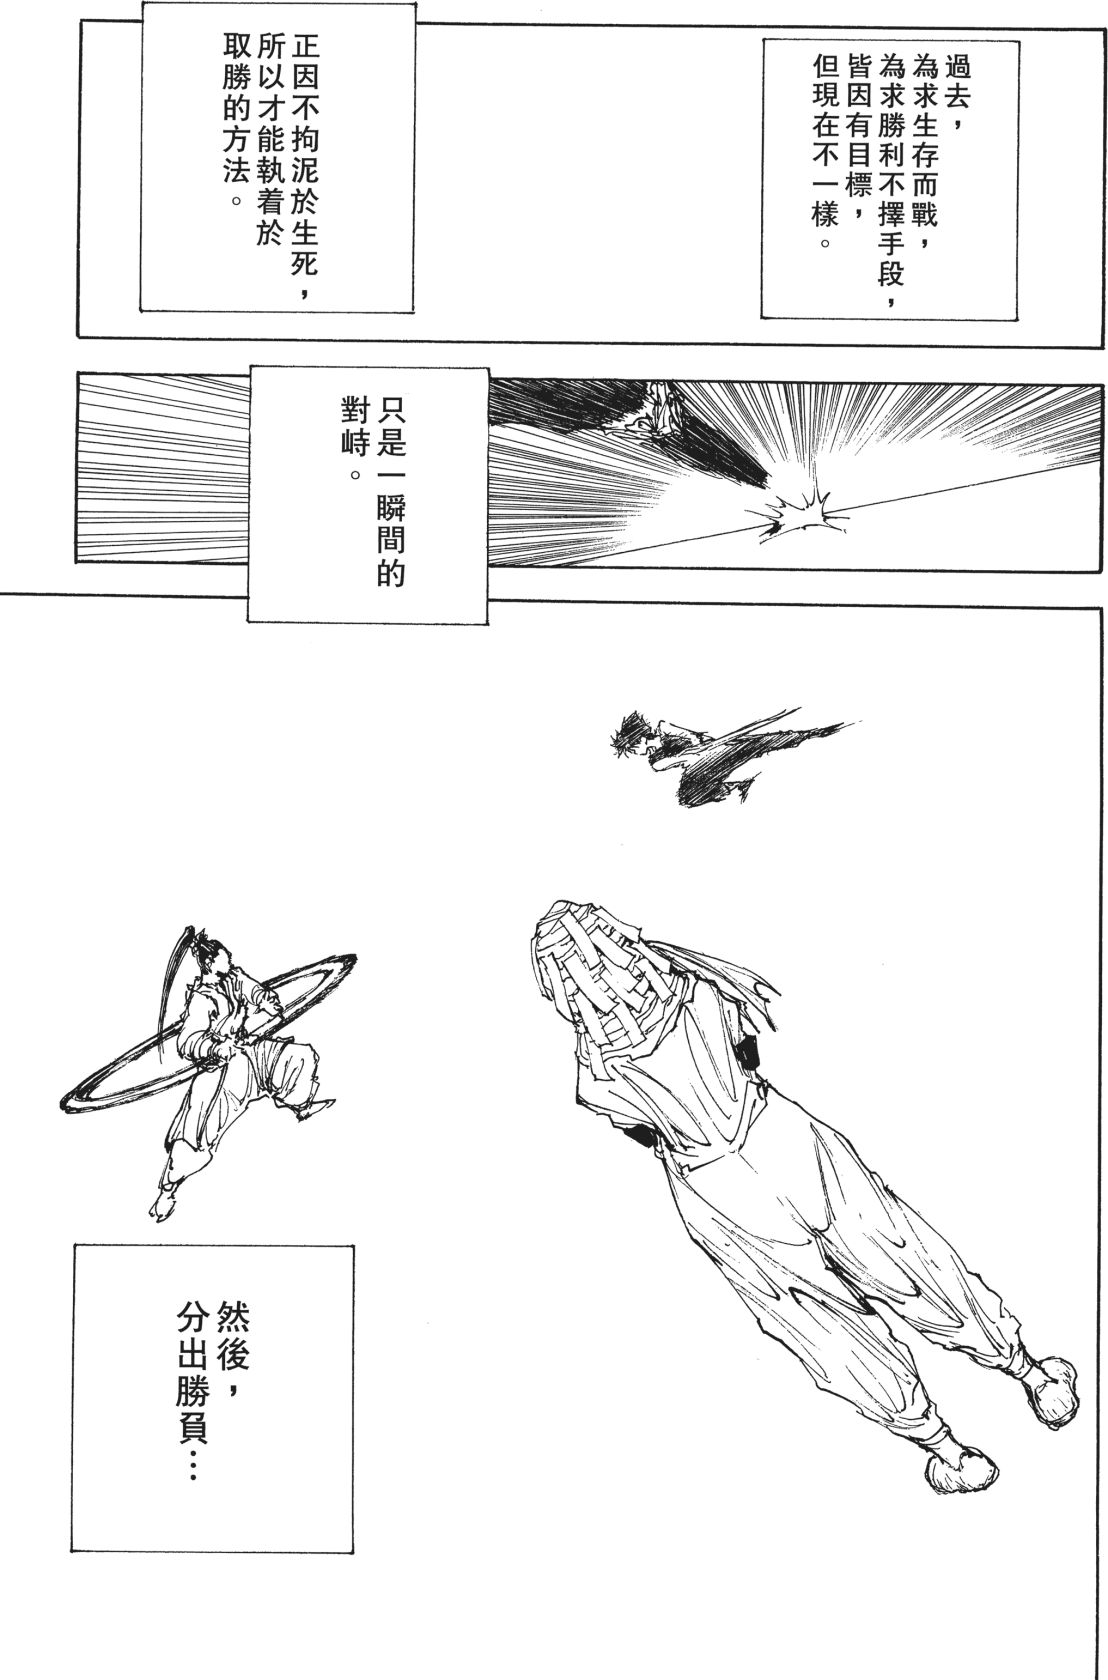 過去，
為求生存而戰，
為求勝利不擇手段，
皆因有目標，
但現在不一樣。
正因不拘泥於生死，
所以才能執着於
取勝的方法。
只是一瞬間的
對峙。
然後，
分出勝負…